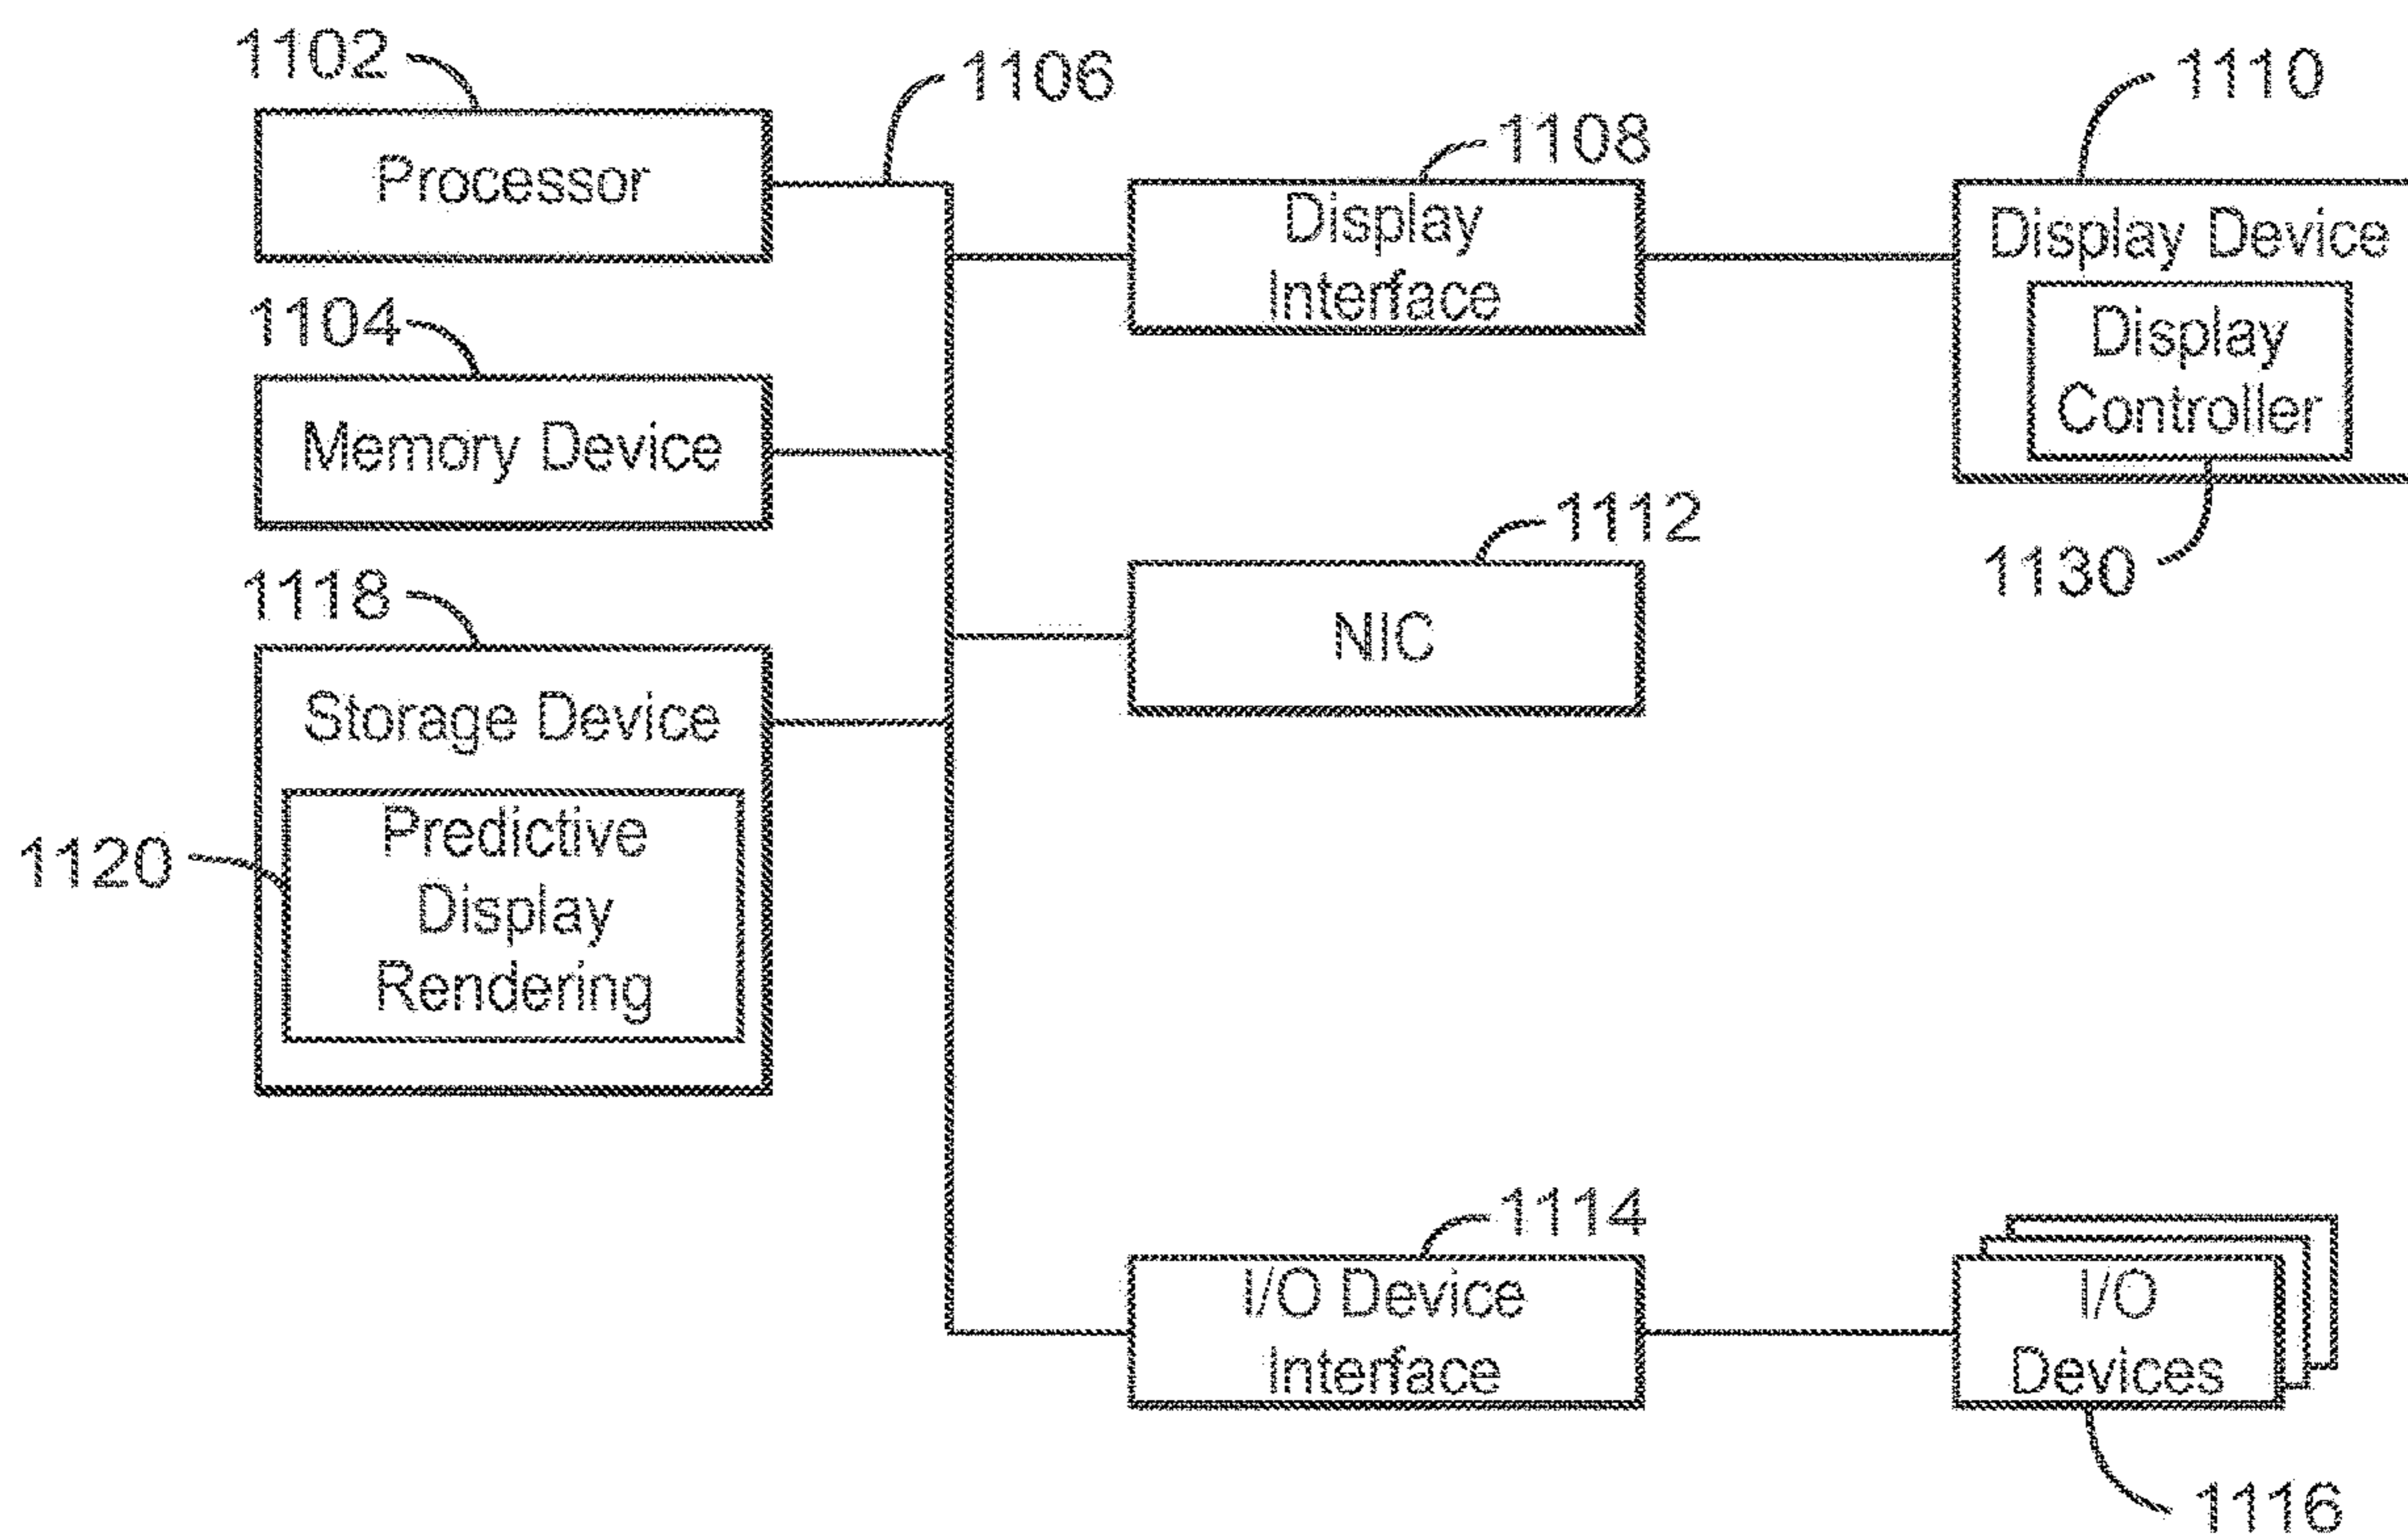 1102
Processor
1106
1108
Display
Interface
1110
Display Device
Display
Controller
1130
1104
Memory Device
1112
NIC
1118
Storage Device
1120
Predictive
Display
Rendering
1114
I/O Device
Interface
I/O
Devices
1116